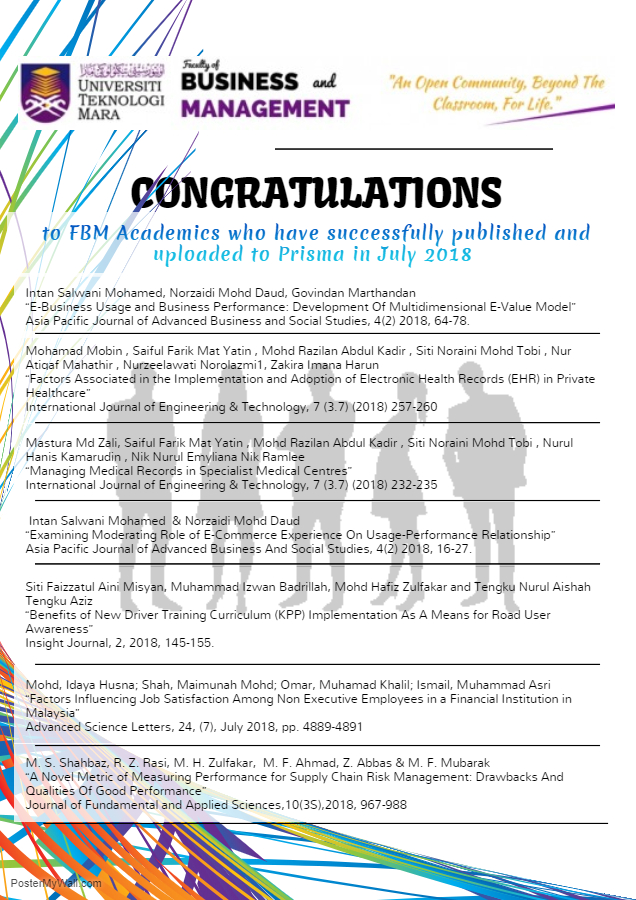 UNIVERSITI
TEKNOLOGI
MARA
Faculty of
BUSINESS and
MANAGEMENT
"An Open Community, Beyond The
Classroom, For Life."
CONGRATULATIONS
to FBM Academics who have successfully published and
uploaded to Prisma in July 2018
Intan Salwani Mohamed, Norzaidi Mohd Daud, Govindan Marthandan
"E-Business Usage and Business Performance: Development Of Multidimensional E-Value Model"
Asia Pacific Journal of Advanced Business and Social Studies, 4(2) 2018, 64-78.
Mohamad Mobin , Saiful Farik Mat Yatin , Mohd Razilan Abdul Kadir , Siti Noraini Mohd Tobi , Nur
Atiqaf Mahathir , Nurzeelawati Norolazmi1, Zakira Imana Harun
"Factors Associated in the Implementation and Adoption of Electronic Health Records (EHR) in Private
Healthcare"
International Journal of Engineering & Technology, 7 (3.7) (2018) 257-260
Mastura Md Zali, Saiful Farik Mat Yatin , Mohd Razilan Abdul Kadir , Siti Noraini Mohd Tobi , Nurul
Hanis Kamarudin , Nik Nurul Emyliana Nik Ramlee
"Managing Medical Records in Specialist Medical Centres"
International Journal of Engineering & Technology, 7 (3.7) (2018) 232-235
Intan Salwani Mohamed & Norzaidi Mohd Daud
"Examining Moderating Role of E-Commerce Experience On Usage-Performance Relationship"
Asia Pacific Journal of Advanced Business And Social Studies, 4(2) 2018, 16-27.
Siti Faizzatul Aini Misyan, Muhammad Izwan Badrillah, Mohd Hafiz Zulfakar and Tengku Nurul Aishah
Tengku Aziz
"Benefits of New Driver Training Curriculum (KPP) Implementation As A Means for Road User
Awareness"
Insight Journal, 2, 2018, 145-155.
Mohd, Idaya Husna; Shah, Maimunah Mohd; Omar, Muhamad Khalil; Ismail, Muhammad Asri
"Factors Influencing Job Satisfaction Among Non Executive Employees in a Financial Institution in
Malaysia"
Advanced Science Letters, 24, (7), July 2018, pp. 4889-4891
M. S. Shahbaz, R. Z. Rasi, M. H. Zulfakar, M. F. Ahmad, Z. Abbas & M. F. Mubarak
"A Novel Metric of Measuring Performance for Supply Chain Risk Management: Drawbacks And
Qualities Of Good Performance"
Journal of Fundamental and Applied Sciences,10(3S),2018, 967-988
PosterMyWall.com